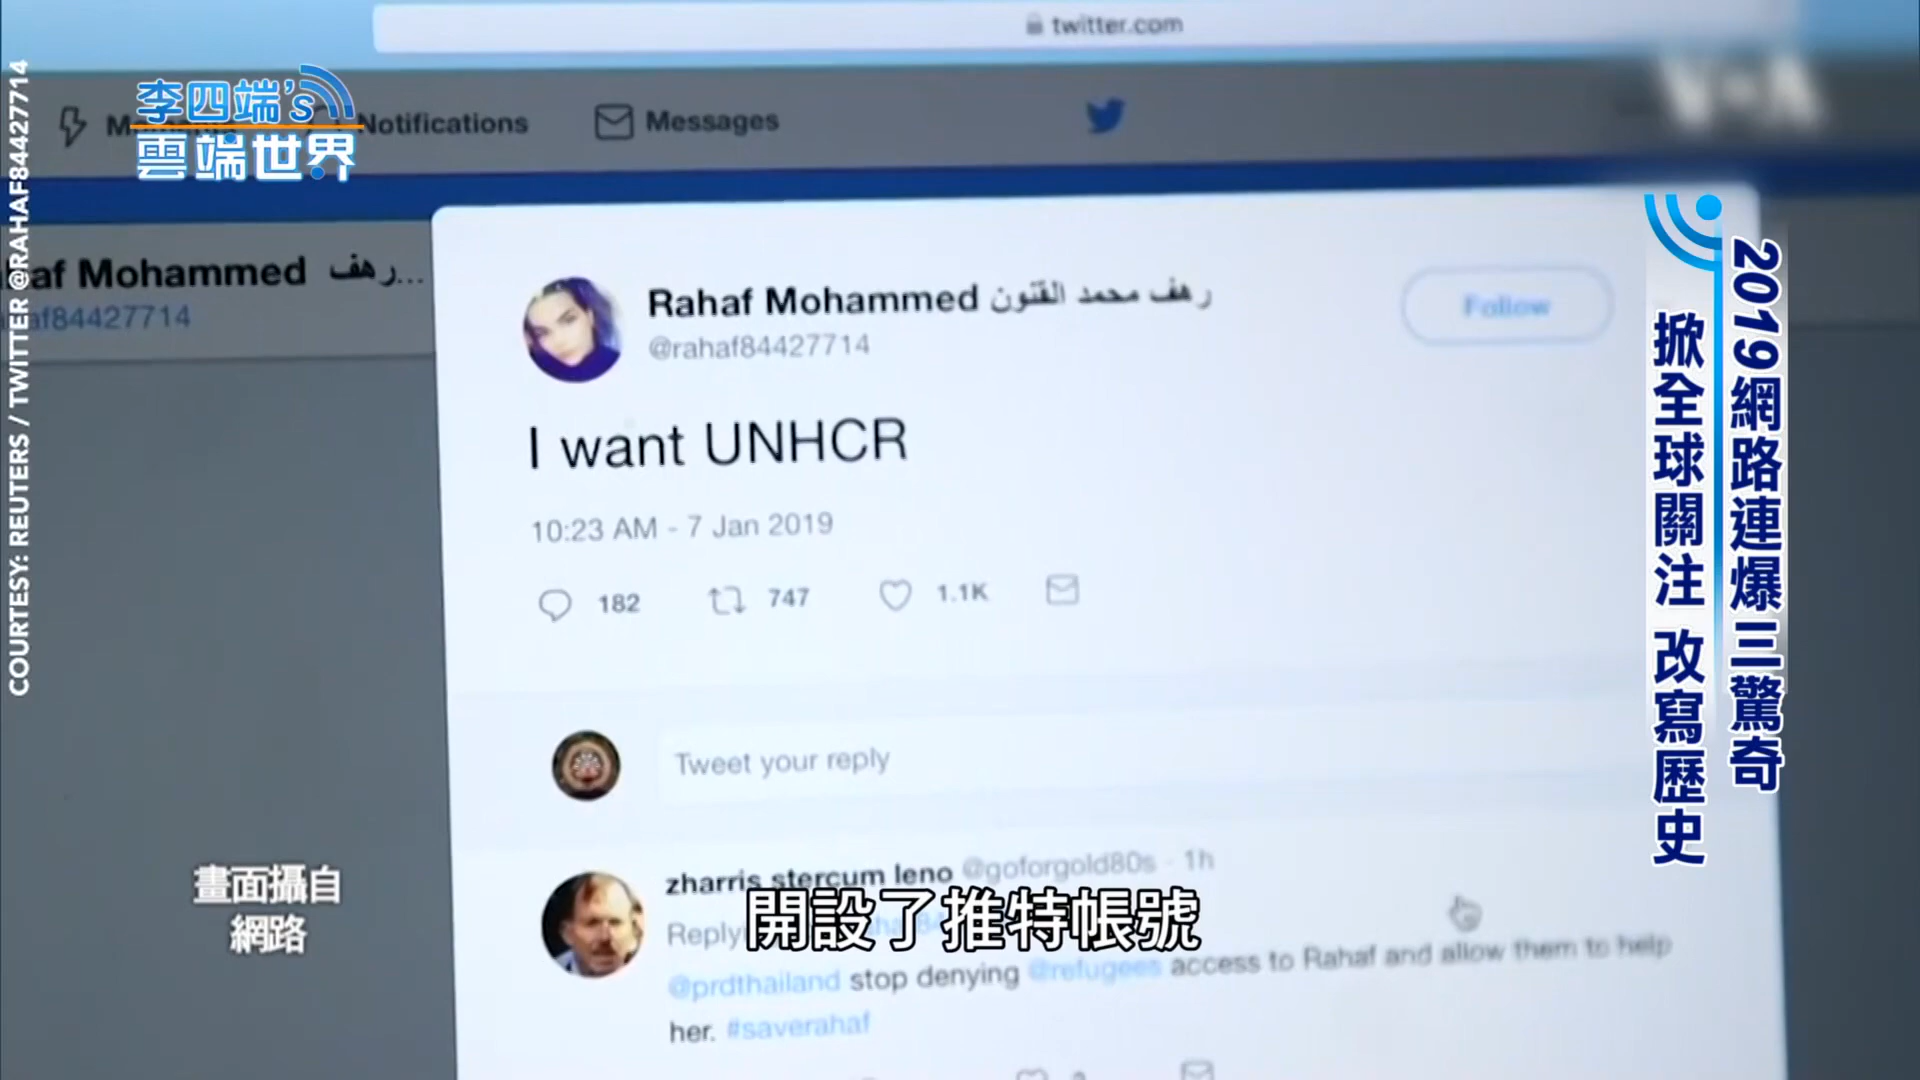 twitter.com
COURTESY: REUTERS / TWITTER @RAHAF84427714
李四端's
雲端世界
Notifications
Messages
VOA
Mohammed رهف...
af84427714
Rahaf Mohammed رهف محمد القنون
@rahaf84427714
Follow
I want UNHCR
10:23 AM - 7 Jan 2019
182 747 1.1K
Tweet your reply
zharris stercum leno @goforgold80s · 1h
開設了推特帳號
@prdthailand stop denying @refugees access to Rahaf and allow them to help
her. #saverahaf
2019網路連爆三驚奇
掀全球關注 改寫歷史
畫面攝自
網路